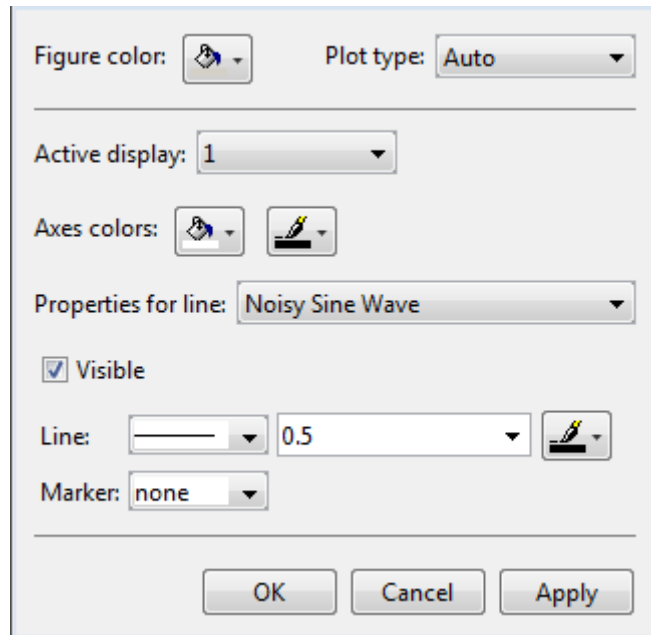 Figure color: Plot type: Auto
Active display: 1
Axes colors:
Properties for line: Noisy Sine Wave
Visible
Line: 0.5
Marker: none
OK Cancel Apply